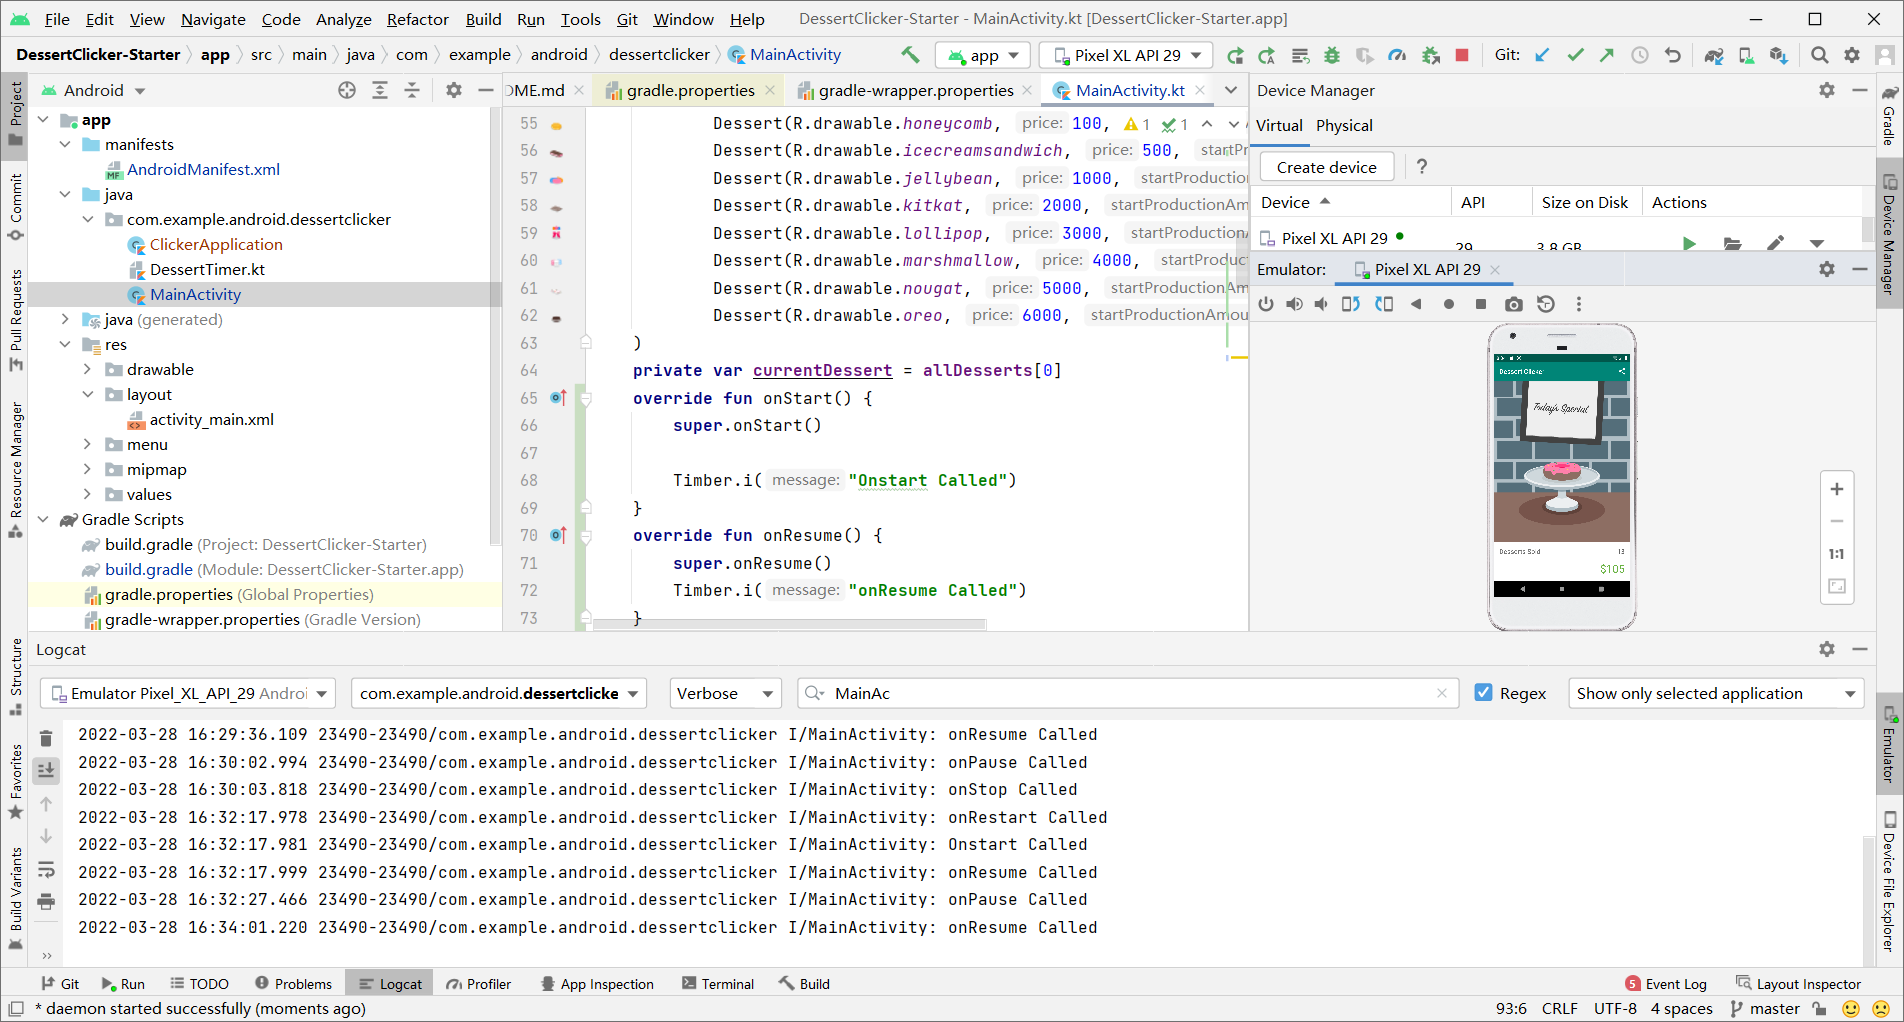 File Edit View Navigate Code Analyze Refactor Build Run Tools Git Window Help DessertClicker-Starter - MainActivity.kt [DessertClicker-Starter.app]
DessertClicker-Starter app src main java com example android dessertclicker MainActivity app Pixel XL API 29 Git:
Android
OME.md gradle.properties gradle-wrapper.properties MainActivity.kt
Device Manager
Virtual Physical
Create device ?
Device API Size on Disk Actions
Pixel XL API 29 29 3.8 GB
Emulator: Pixel XL API 29
app
manifests
AndroidManifest.xml
java
com.example.android.dessertclicker
ClickerApplication
DessertTimer.kt
MainActivity
java (generated)
res
drawable
layout
activity_main.xml
menu
mipmap
values
Gradle Scripts
build.gradle (Project: DessertClicker-Starter)
build.gradle (Module: DessertClicker-Starter.app)
gradle.properties (Global Properties)
gradle-wrapper.properties (Gradle Version)
55 Dessert(R.drawable.honeycomb, price: 100, 1 1
56 Dessert(R.drawable.icecreamsandwich, price: 500, startPr
57 Dessert(R.drawable.jellybean, price: 1000, startProduction
58 Dessert(R.drawable.kitkat, price: 2000, startProductionAm
59 Dessert(R.drawable.lollipop, price: 3000, startProductionA
60 Dessert(R.drawable.marshmallow, price: 4000, startProduct
61 Dessert(R.drawable.nougat, price: 5000, startProductionAm
62 Dessert(R.drawable.oreo, price: 6000, startProductionAmou
63 )
64 private var currentDessert = allDesserts[0]
65 override fun onStart() {
66 super.onStart()
67
68 Timber.i( message: "Onstart Called")
69 }
70 override fun onResume() {
71 super.onResume()
72 Timber.i( message: "onResume Called")
73 }
Dessert Clicker
Today's Special
Desserts Sold 13
$105
1:1
Project
Commit
Pull Requests
Resource Manager
Structure
Favorites
Build Variants
Gradle
Device Manager
Emulator
Device File Explorer
Logcat
Emulator Pixel_XL_API_29 Androi com.example.android.dessertclicke Verbose MainAc Regex Show only selected application
2022-03-28 16:29:36.109 23490-23490/com.example.android.dessertclicker I/MainActivity: onResume Called
2022-03-28 16:30:02.994 23490-23490/com.example.android.dessertclicker I/MainActivity: onPause Called
2022-03-28 16:30:03.818 23490-23490/com.example.android.dessertclicker I/MainActivity: onStop Called
2022-03-28 16:32:17.978 23490-23490/com.example.android.dessertclicker I/MainActivity: onRestart Called
2022-03-28 16:32:17.981 23490-23490/com.example.android.dessertclicker I/MainActivity: Onstart Called
2022-03-28 16:32:17.999 23490-23490/com.example.android.dessertclicker I/MainActivity: onResume Called
2022-03-28 16:32:27.466 23490-23490/com.example.android.dessertclicker I/MainActivity: onPause Called
2022-03-28 16:34:01.220 23490-23490/com.example.android.dessertclicker I/MainActivity: onResume Called
Git Run TODO Problems Logcat Profiler App Inspection Terminal Build 5 Event Log Layout Inspector
* daemon started successfully (moments ago) 93:6 CRLF UTF-8 4 spaces master